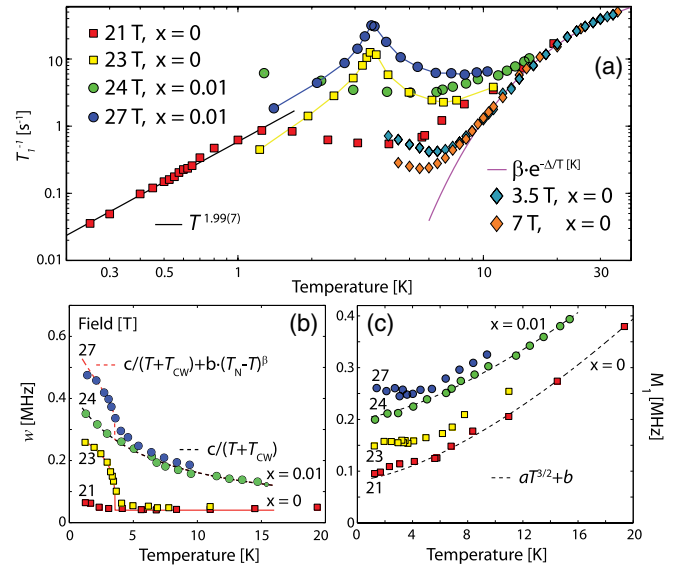 21 T, x = 0
23 T, x = 0
24 T, x = 0.01
27 T, x = 0.01
(a)
β·e^-Δ/T [K]
3.5 T, x = 0
7 T, x = 0
T^1.99(7)
T₁⁻¹ [s⁻¹]
10
1
0.1
0.01
0.3 0.5 1 3 5 10 30
Temperature [K]
Field [T]
(b)
27
c/(T+T_CW)+b·(T_N-T)^β
24
c/(T+T_CW)
23
x = 0.01
21
x = 0
w [MHz]
0.6
0.4
0.2
0
0 5 10 15 20
Temperature [K]
(c)
x = 0.01
x = 0
27
24
23
21
aT^3/2+b
M₁ [MHz]
0.4
0.3
0.2
0.1
0
0 4 8 12 16 20
Temperature [K]